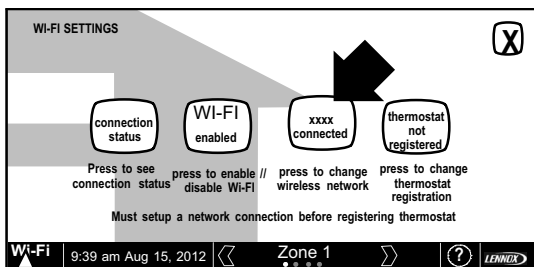 WI-FI SETTINGS
X
connection
status
WI-FI
enabled
xxxx
connected
thermostat
not
registered
Press to see
connection status
press to enable //
disable Wi-FI
press to change
wireless network
press to change
thermostat
registration
Must setup a network connection before registering thermostat
Wi-Fi
9:39 am Aug 15, 2012
Zone 1
?
LENNOX